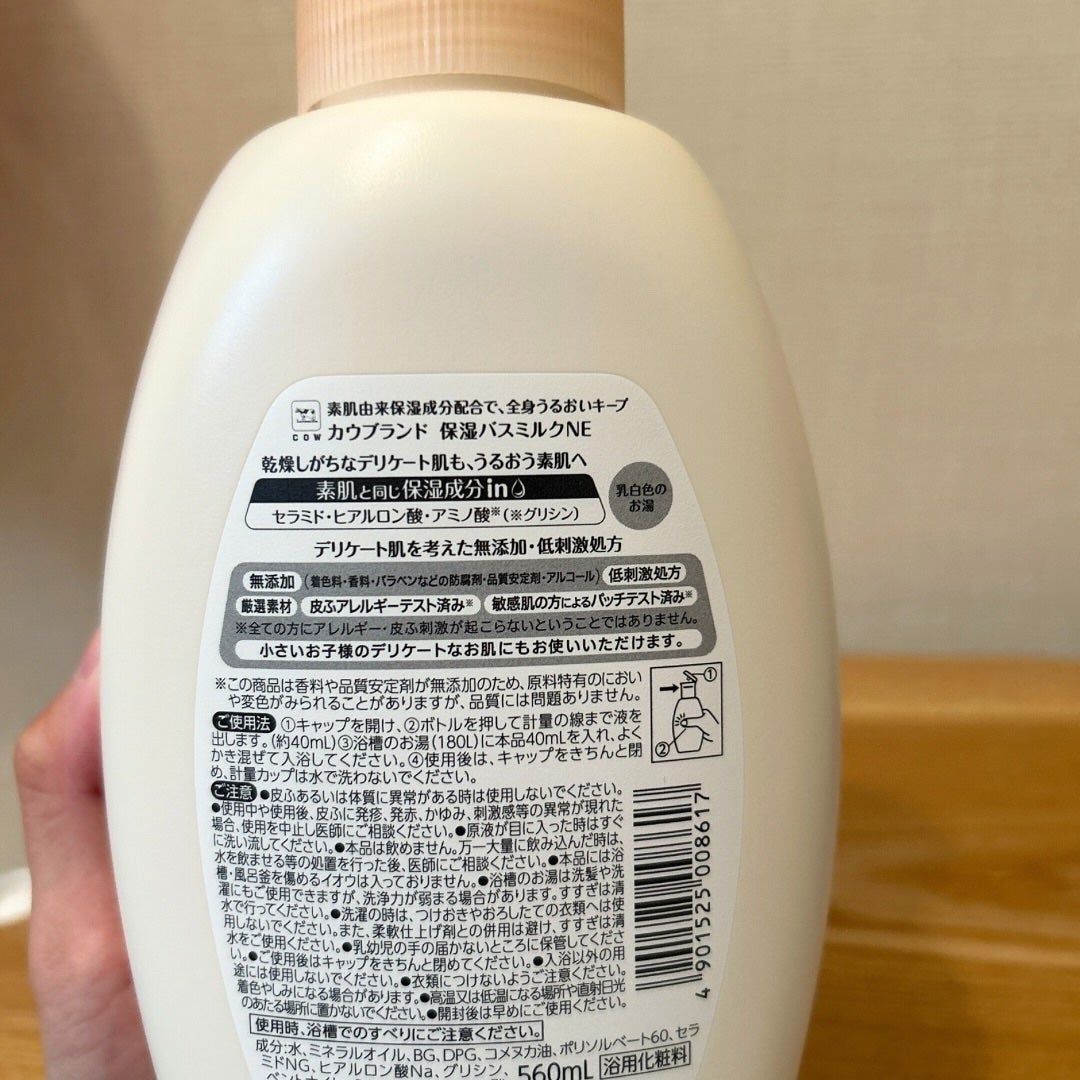 素肌由来保湿成分配合で、全身うるおいキープ
COW カウブランド 保湿バスミルクNE
乾燥しがちなデリケート肌も、うるおう素肌へ
素肌と同じ保湿成分in
セラミド・ヒアルロン酸・アミノ酸※(※グリシン)
乳白色の
お湯
デリケート肌を考えた無添加・低刺激処方
無添加 (着色料・香料・パラベンなどの防腐剤・品質安定剤・アルコール) 低刺激処方
厳選素材 皮ふアレルギーテスト済み※ 敏感肌の方によるパッチテスト済み※
※全ての方にアレルギー・皮ふ刺激が起こらないということではありません。
小さいお子様のデリケートなお肌にもお使いいただけます。
※この商品は香料や品質安定剤が無添加のため、原料特有のにおい
や変色がみられることがありますが、品質には問題ありません。
①
②
ご使用法 ①キャップを開け、②ボトルを押して計量の線まで液を
出します。(約40mL)③浴槽のお湯(180L)に本品40mLを入れ、よく
かき混ぜて入浴してください。④使用後は、キャップをきちんと閉
め、計量カップは水で洗わないでください。
ご注意 ●皮ふあるいは体質に異常がある時は使用しないでください。
●使用中や使用後、皮ふに発疹、発赤、かゆみ、刺激感等の異常が現れた
場合、使用を中止し医師にご相談ください。●原液が目に入った時はすぐ
に洗い流してください。●本品は飲めません。万一大量に飲み込んだ時は、
水を飲ませる等の処置を行った後、医師にご相談ください。●本品には浴
槽・風呂釜を傷めるイオウは入っておりません。●浴槽のお湯は洗髪や洗
濯にもご使用できますが、洗浄力が弱まる場合があります。すすぎは清
水で行ってください。●洗濯の時は、つけおきやおろしたての衣類へは使
用しないでください。また、柔軟仕上げ剤との併用は避け、すすぎは清
水をご使用ください。●乳幼児の手の届かないところに保管してくださ
い。●ご使用後はキャップをきちんと閉めてください。●入浴以外の用
途には使用しないでください。●衣類につけないようご注意ください。
着色やしみになる場合があります。●高温又は低温になる場所や直射日光
のあたる場所に置かないでください。●開封後は早めにご使用ください。
4901525008617
使用時、浴槽でのすべりにご注意ください。
成分:水、ミネラルオイル、BG、DPG、コメヌカ油、ポリソルベート60、セラ
ミドNG、ヒアルロン酸Na、グリシン、
560mL 浴用化粧料